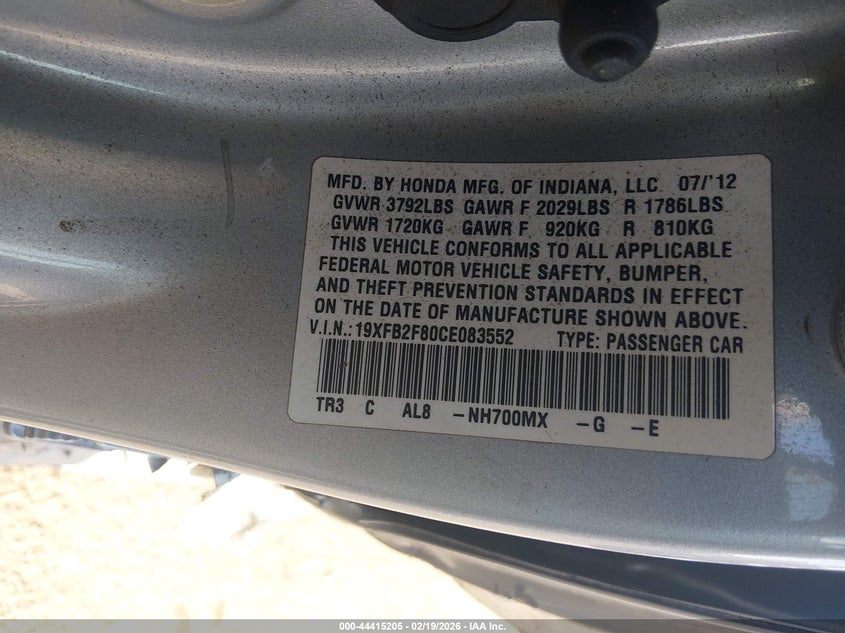 MFD. BY HONDA MFG. OF INDIANA, LLC. 07/'12
GVWR 3792LBS GAWR F 2029LBS R 1786LBS
GVWR 1720KG GAWR F 920KG R 810KG
THIS VEHICLE CONFORMS TO ALL APPLICABLE
FEDERAL MOTOR VEHICLE SAFETY, BUMPER,
AND THEFT PREVENTION STANDARDS IN EFFECT
ON THE DATE OF MANUFACTURE SHOWN ABOVE.
V.I.N.:19XFB2F80CE083552 TYPE: PASSENGER CAR
TR3 C AL8 -NH700MX -G -E
000-44415205 - 02/19/2026 - IAA Inc.